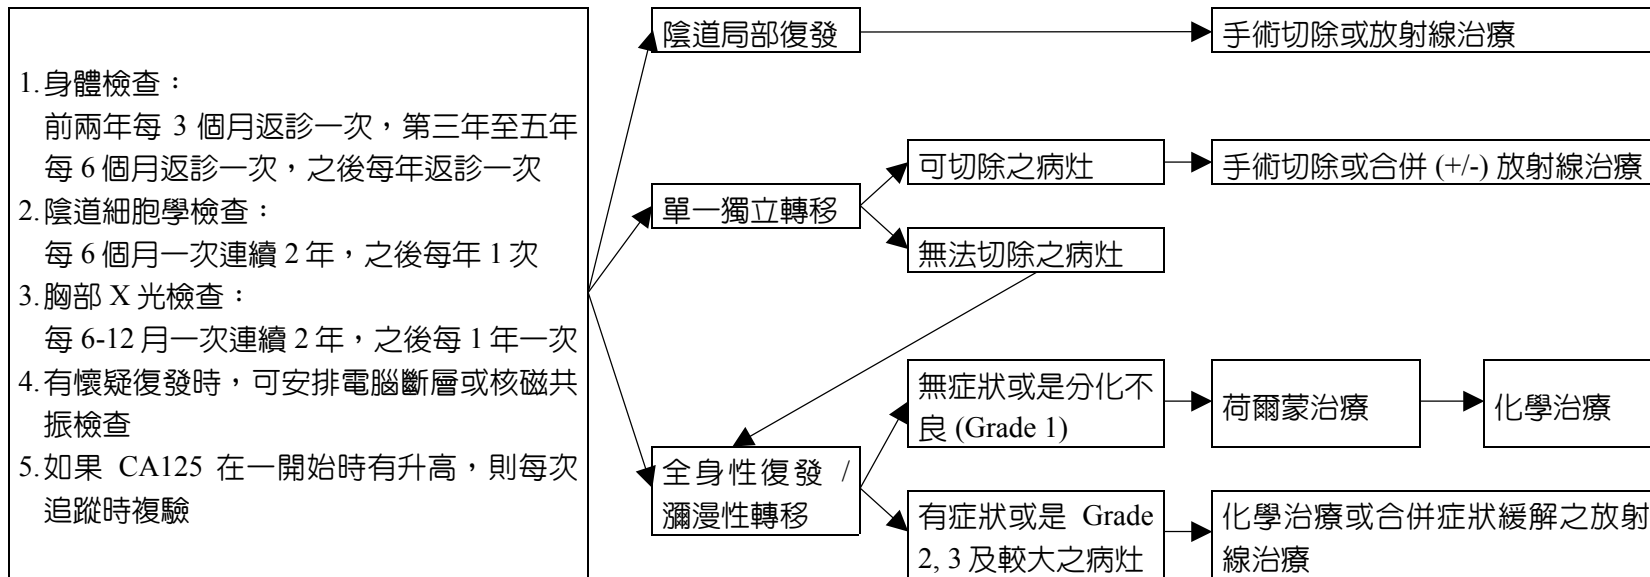 1.身體檢查：
前兩年每 3 個月返診一次，第三年至五年
每 6 個月返診一次，之後每年返診一次
2.陰道細胞學檢查：
每 6 個月一次連續 2 年，之後每年 1 次
3.胸部 X 光檢查：
每 6-12 月一次連續 2 年，之後每 1 年一次
4.有懷疑復發時，可安排電腦斷層或核磁共
振檢查
5.如果 CA125 在一開始時有升高，則每次
追蹤時複驗
陰道局部復發
手術切除或放射線治療
單一獨立轉移
可切除之病灶
手術切除或合併 (+/-) 放射線治療
無法切除之病灶
全身性復發 /
瀰漫性轉移
無症狀或是分化不
良 (Grade 1)
荷爾蒙治療
化學治療
有症狀或是 Grade
2, 3 及較大之病灶
化學治療或合併症狀緩解之放射
線治療